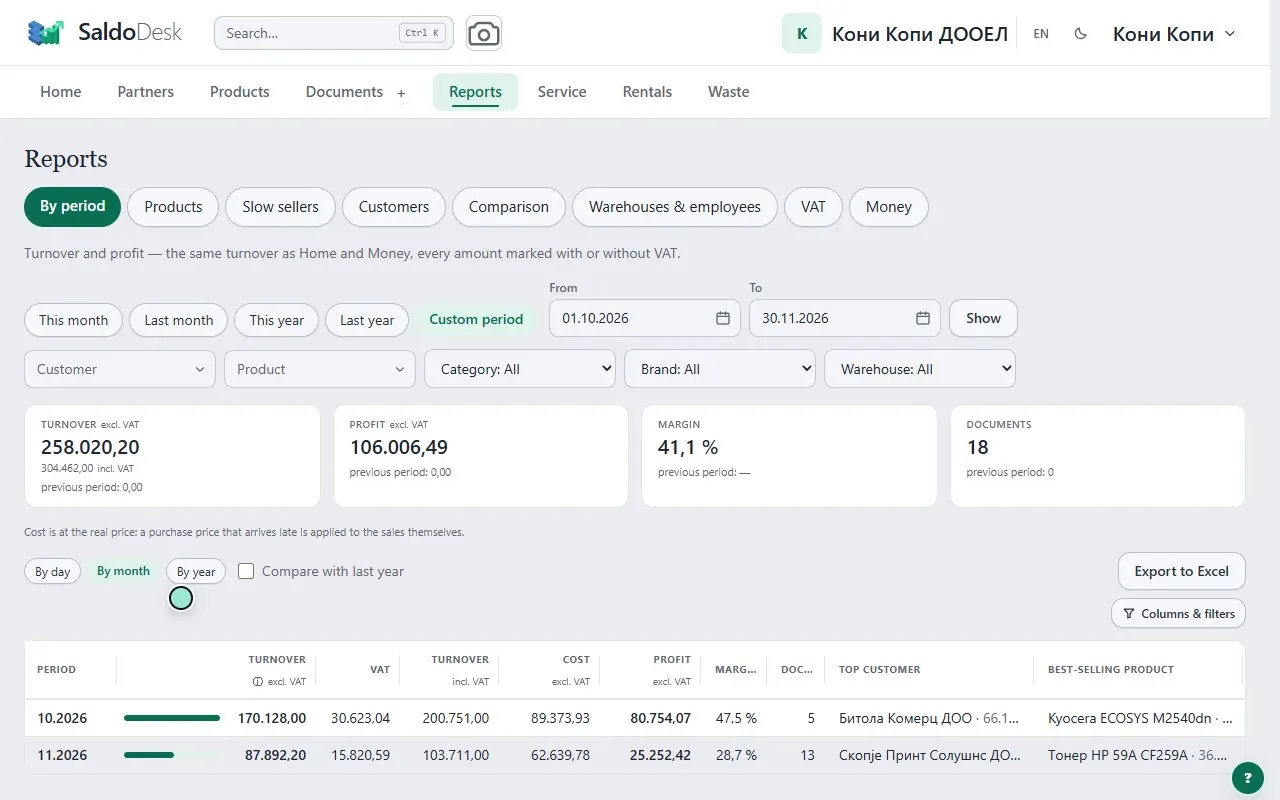 SaldoDesk
Search... Ctrl K
K Кони Копи ДООЕЛ EN Кони Копи
Home Partners Products Documents + Reports Service Rentals Waste
Reports
By period Products Slow sellers Customers Comparison Warehouses & employees VAT Money
Turnover and profit — the same turnover as Home and Money, every amount marked with or without VAT.
From To
This month Last month This year Last year Custom period 01.10.2026 30.11.2026 Show
Customer Product Category: All Brand: All Warehouse: All
TURNOVER excl. VAT
258.020,20
304.462,00 incl. VAT
previous period: 0,00
PROFIT excl. VAT
106.006,49
previous period: 0,00
MARGIN
41,1 %
previous period: —
DOCUMENTS
18
previous period: 0
Cost is at the real price: a purchase price that arrives late is applied to the sales themselves.
By day By month By year Compare with last year Export to Excel
Columns & filters
PERIOD TURNOVER excl. VAT VAT TURNOVER incl. VAT COST excl. VAT PROFIT excl. VAT MARG... DOC... TOP CUSTOMER BEST-SELLING PRODUCT
10.2026 170.128,00 30.623,04 200.751,00 89.373,93 80.754,07 47,5 % 5 Битола Комерц ДОО · 66.1... Kyocera ECOSYS M2540dn · ...
11.2026 87.892,20 15.820,59 103.711,00 62.639,78 25.252,42 28,7 % 13 Скопје Принт Солушнс ДО... Тонер HP 59A CF259A · 36....
?